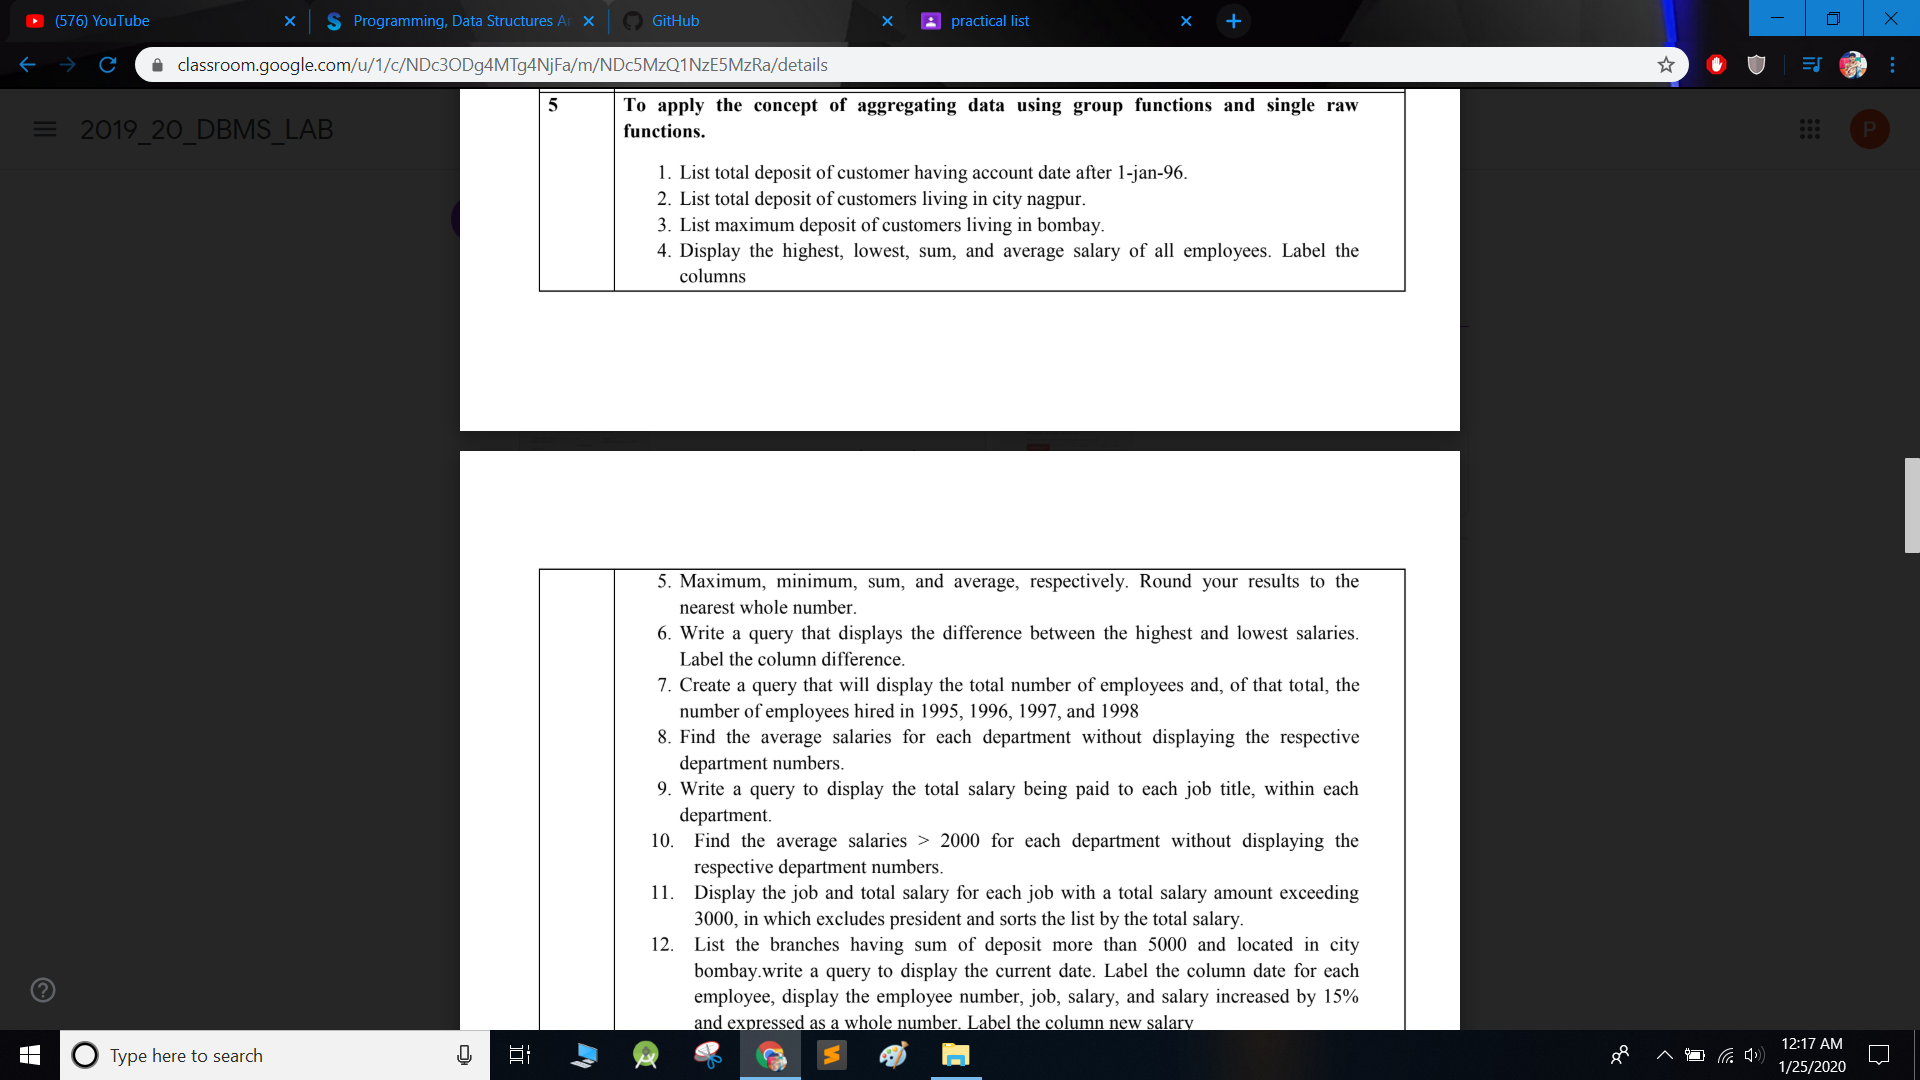 (576) YouTube
Programming, Data Structures Ar
GitHub
practical list
classroom.google.com/u/1/c/NDc3ODg4MTg4NjFa/m/NDc5MzQ1NzE5MzRa/details
2019_20_DBMS_LAB
P
5 To apply the concept of aggregating data using group functions and single raw
functions.
1. List total deposit of customer having account date after 1-jan-96.
2. List total deposit of customers living in city nagpur.
3. List maximum deposit of customers living in bombay.
4. Display the highest, lowest, sum, and average salary of all employees. Label the
columns
5. Maximum, minimum, sum, and average, respectively. Round your results to the
nearest whole number.
6. Write a query that displays the difference between the highest and lowest salaries.
Label the column difference.
7. Create a query that will display the total number of employees and, of that total, the
number of employees hired in 1995, 1996, 1997, and 1998
8. Find the average salaries for each department without displaying the respective
department numbers.
9. Write a query to display the total salary being paid to each job title, within each
department.
10. Find the average salaries > 2000 for each department without displaying the
respective department numbers.
11. Display the job and total salary for each job with a total salary amount exceeding
3000, in which excludes president and sorts the list by the total salary.
12. List the branches having sum of deposit more than 5000 and located in city
bombay.write a query to display the current date. Label the column date for each
employee, display the employee number, job, salary, and salary increased by 15%
and expressed as a whole number. Label the column new salary
Type here to search
12:17 AM
1/25/2020